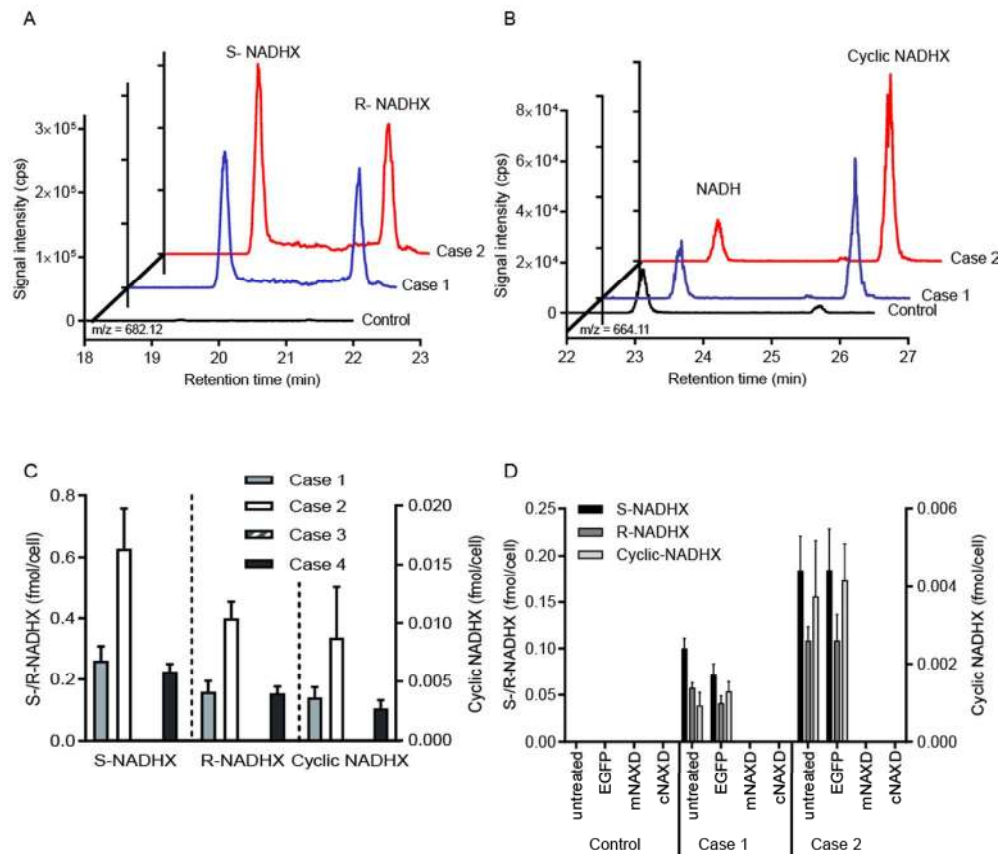 A
S- NADHX
R- NADHX
Signal intensity (cps)
3×10⁵
2×10⁵
1×10⁵
0
Case 2
Case 1
Control
m/z = 682.12
18 19 20 21 22 23
Retention time (min)
B
Cyclic NADHX
NADH
Signal intensity (cps)
8×10⁴
6×10⁴
4×10⁴
2×10⁴
0
Case 2
Case 1
Control
m/z = 664.11
22 23 24 25 26 27
Retention time (min)
C
Case 1
Case 2
Case 3
Case 4
S-/R-NADHX (fmol/cell)
0.8
0.6
0.4
0.2
0.0
0.020
0.015
0.010
0.005
0.000
Cyclic NADHX (fmol/cell)
S-NADHX R-NADHX Cyclic NADHX
D
S-NADHX
R-NADHX
Cyclic-NADHX
S-/R-NADHX (fmol/cell)
0.25
0.20
0.15
0.10
0.05
0.00
0.006
0.004
0.002
0.000
Cyclic NADHX (fmol/cell)
untreated EGFP mNAXD cNAXD untreated EGFP mNAXD cNAXD untreated EGFP mNAXD cNAXD
Control Case 1 Case 2